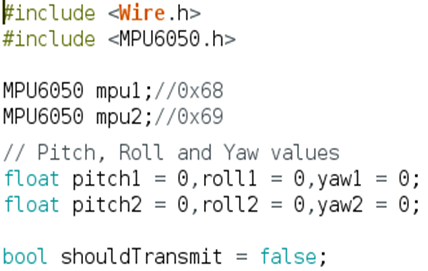 #include <Wire.h>
#include <MPU6050.h>
MPU6050 mpu1;//0x68
MPU6050 mpu2;//0x69
// Pitch, Roll and Yaw values
float pitch1 = 0,roll1 = 0,yaw1 = 0;
float pitch2 = 0,roll2 = 0,yaw2 = 0;
bool shouldTransmit = false;